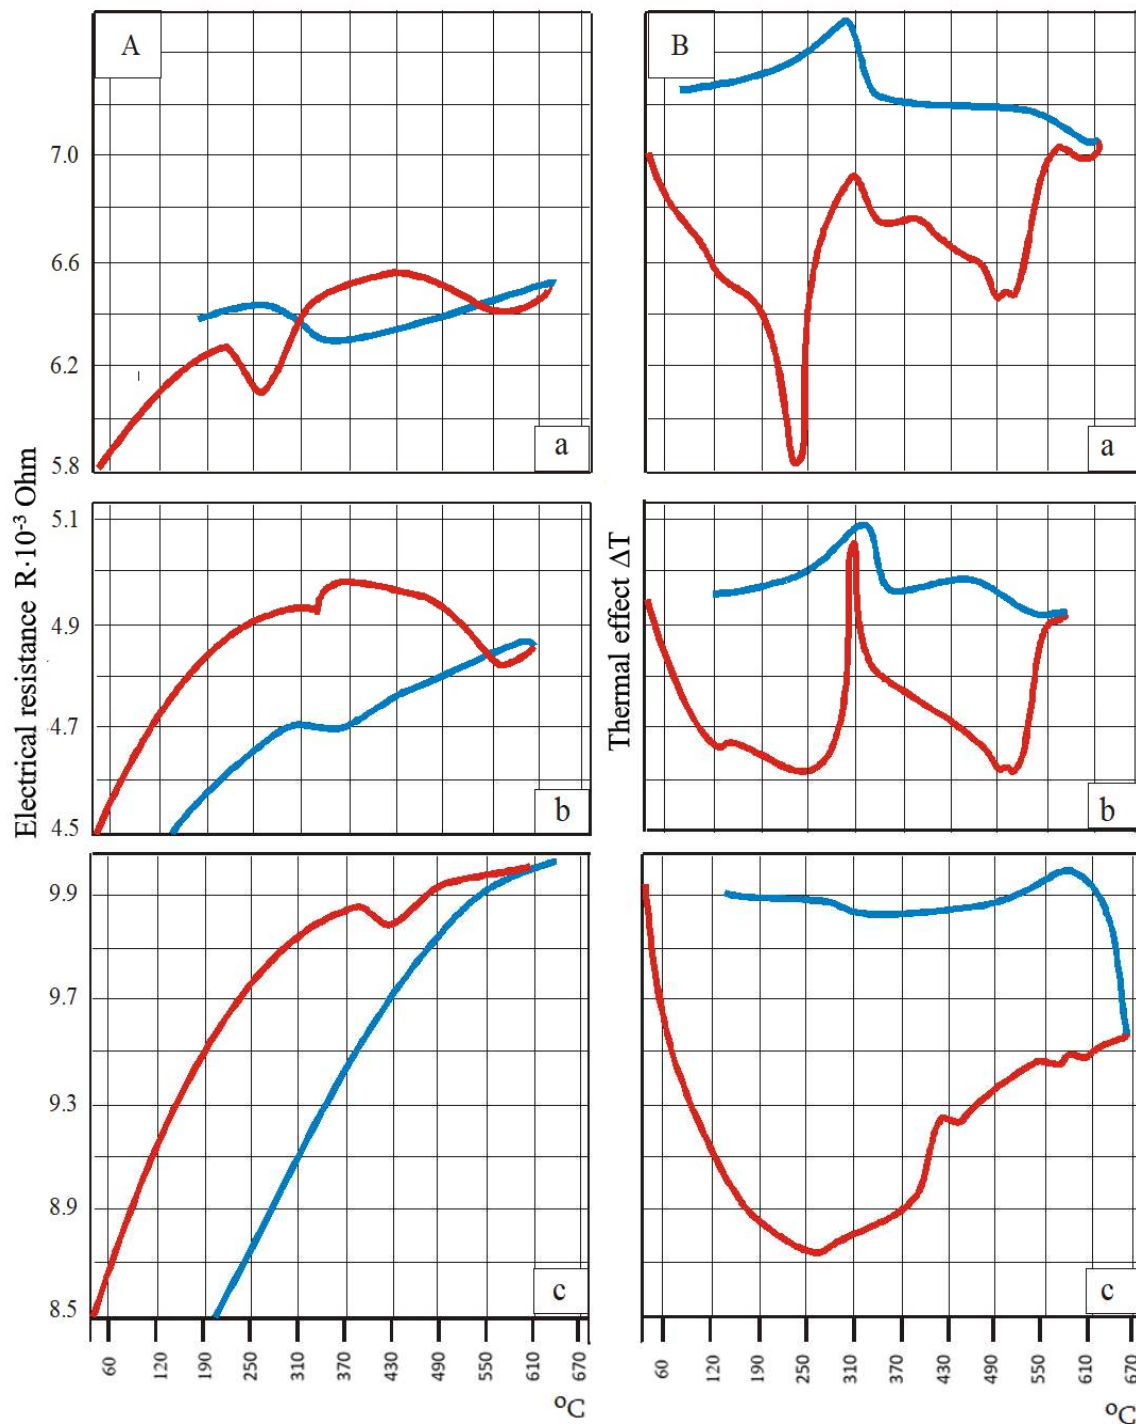 A
7.0
6.6
6.2
5.8
a
B
a
Electrical resistance R·10⁻³ Ohm
5.1
4.9
4.7
4.5
b
Thermal effect ΔT
b
9.9
9.7
9.3
8.9
8.5
c
c
60 120 190 250 310 370 430 490 550 610 670
°C
60 120 190 250 310 370 430 490 550 610 670
°C